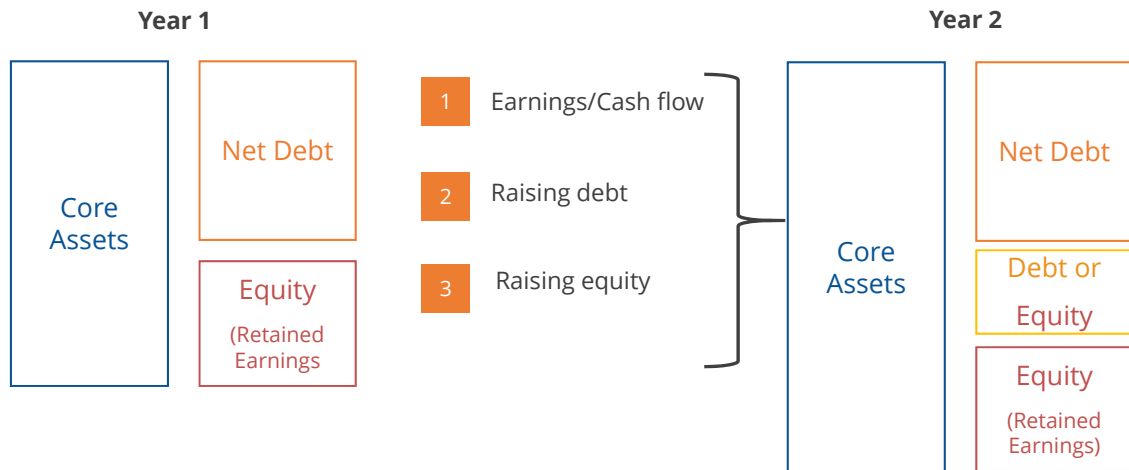 Year 1
Year 2
Core
Assets
Net Debt
Equity
(Retained
Earnings
1
Earnings/Cash flow
2
Raising debt
3
Raising equity
Core
Assets
Net Debt
Debt or
Equity
Equity
(Retained
Earnings)